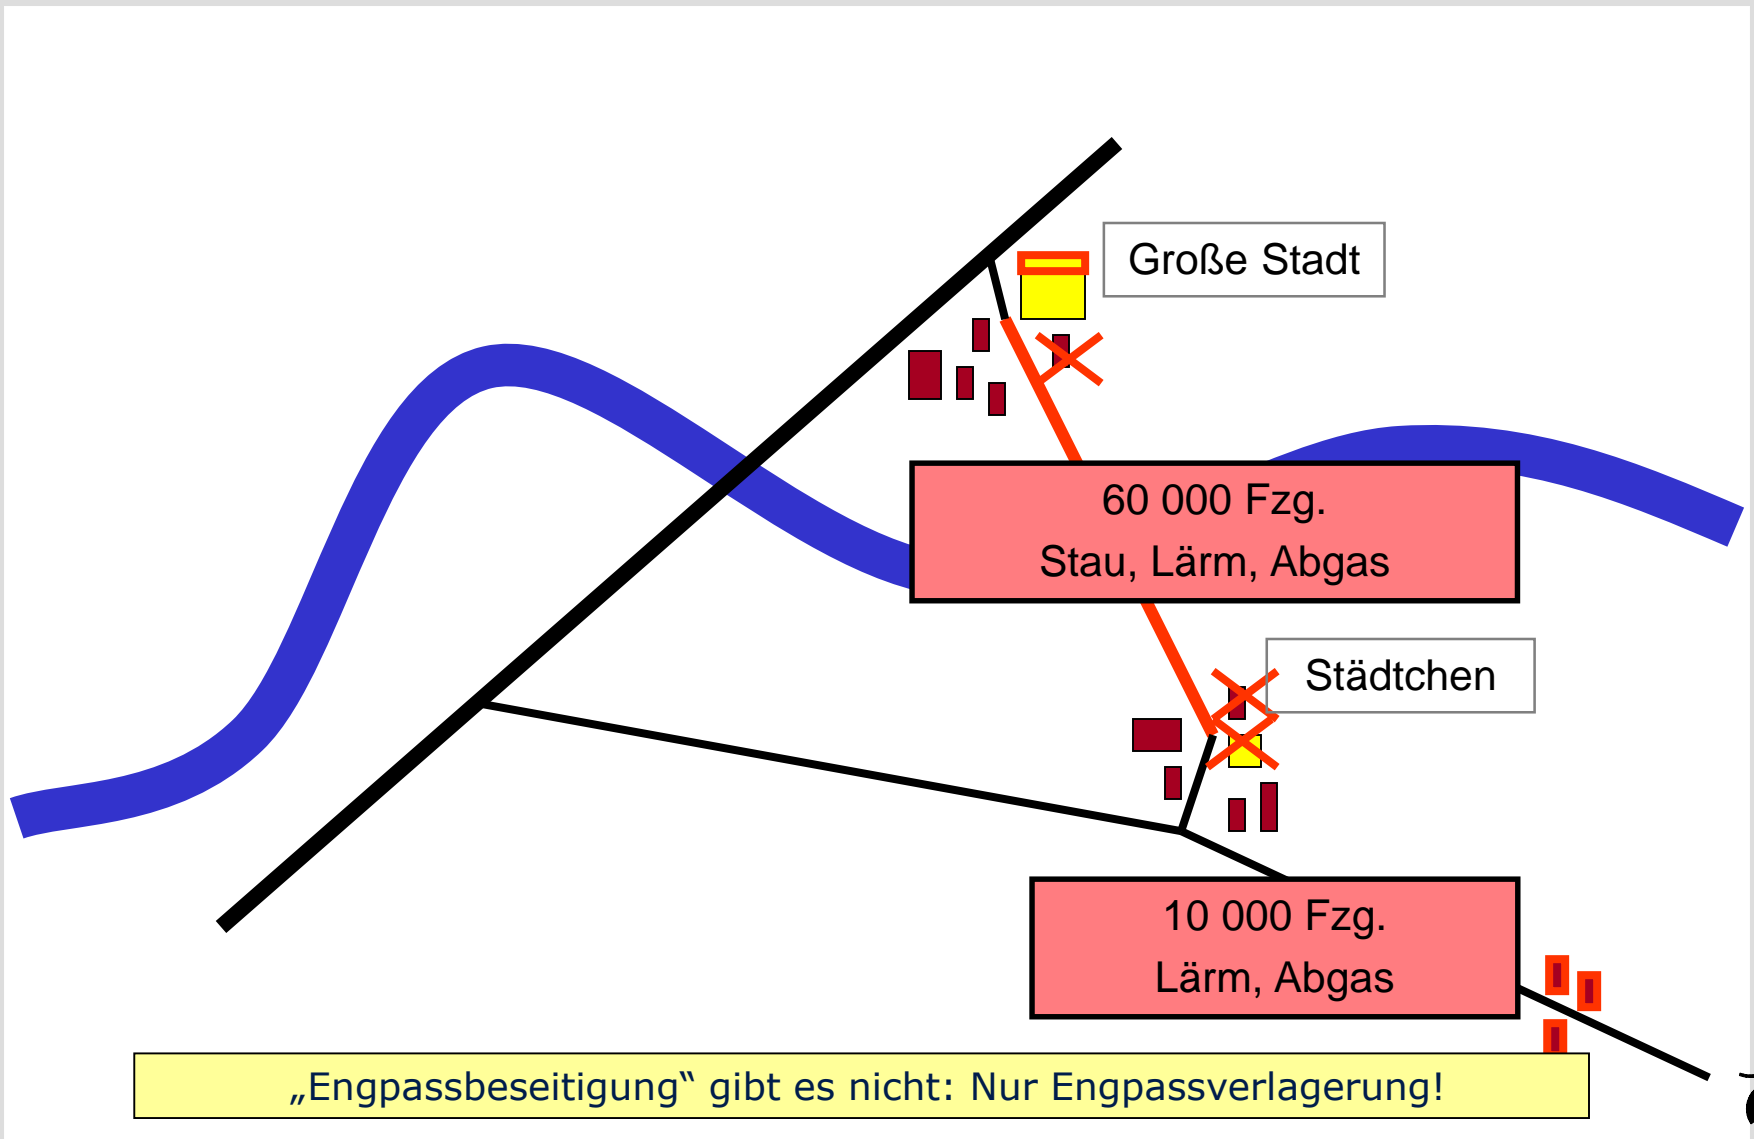 Große Stadt
60 000 Fzg.
Stau, Lärm, Abgas
Städtchen
10 000 Fzg.
Lärm, Abgas
„Engpassbeseitigung“ gibt es nicht: Nur Engpassverlagerung!